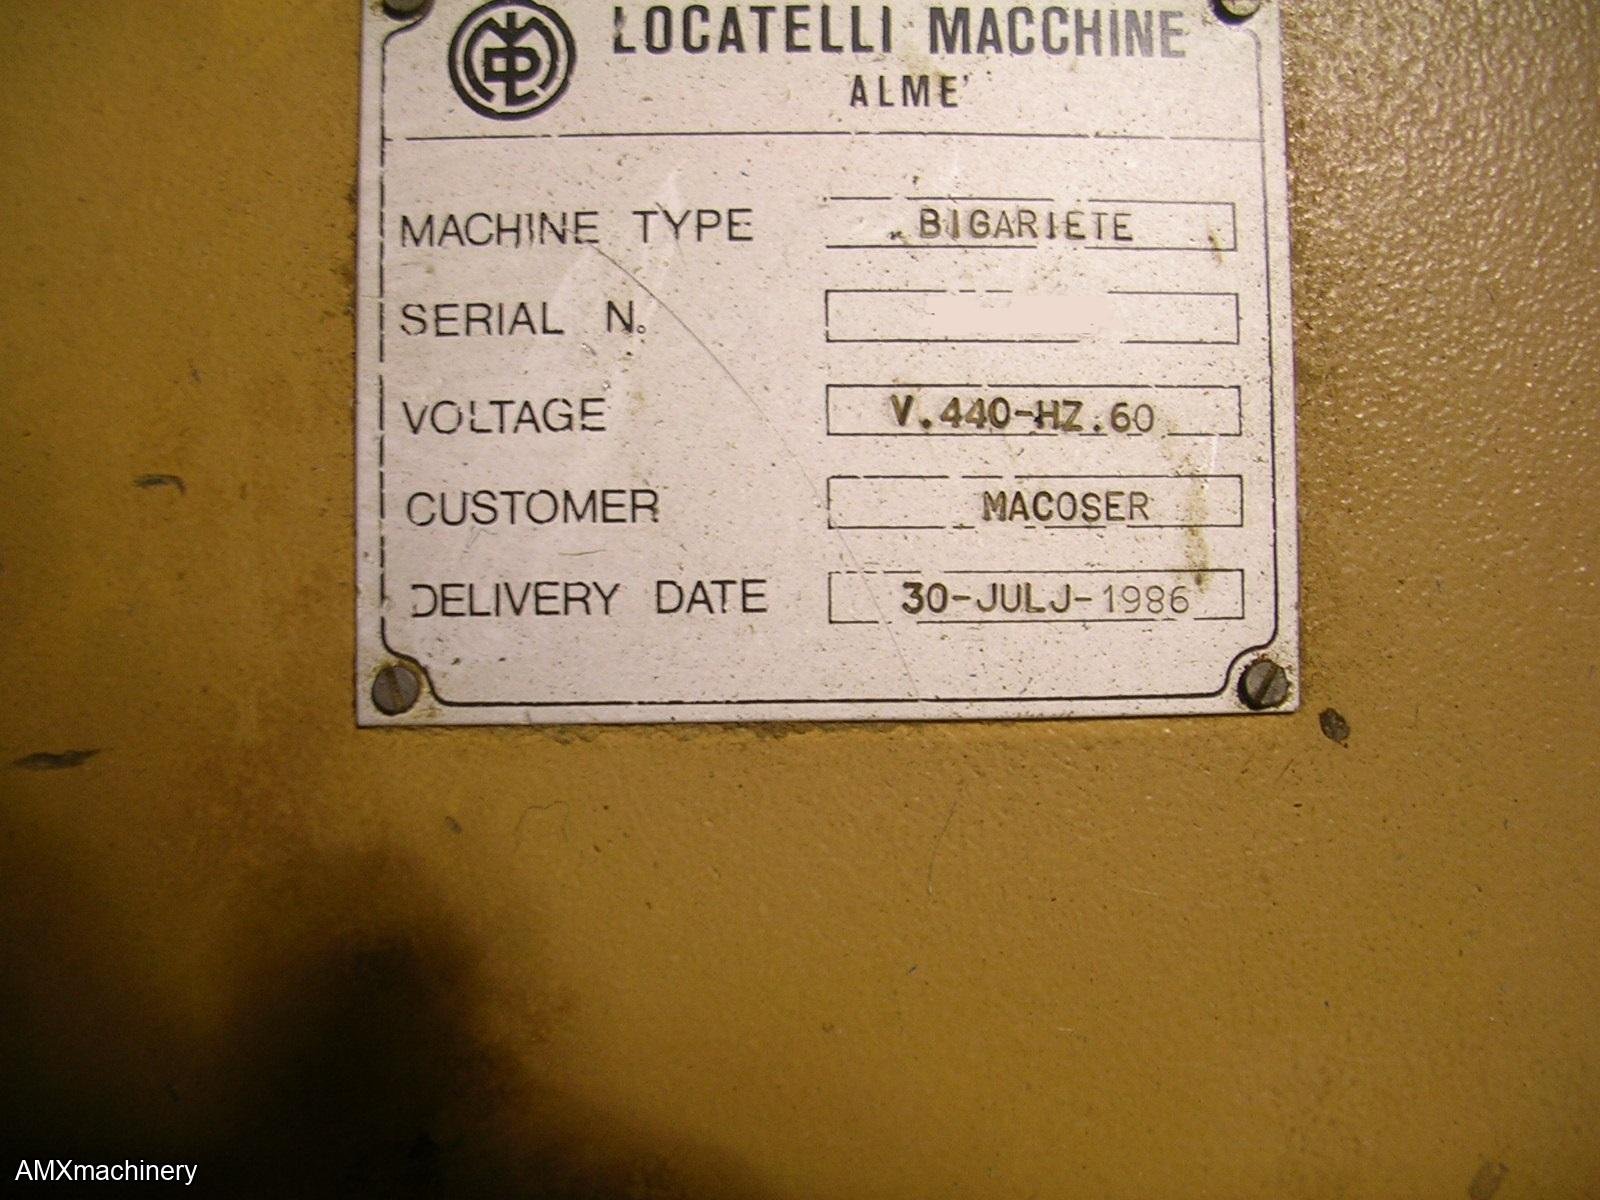 LOCATELLI MACCHINE
ALME'
MACHINE TYPE BIGARIETE
SERIAL N.
VOLTAGE V.440-HZ.60
CUSTOMER MACOSER
DELIVERY DATE 30-JULJ-1986
AMXmachinery